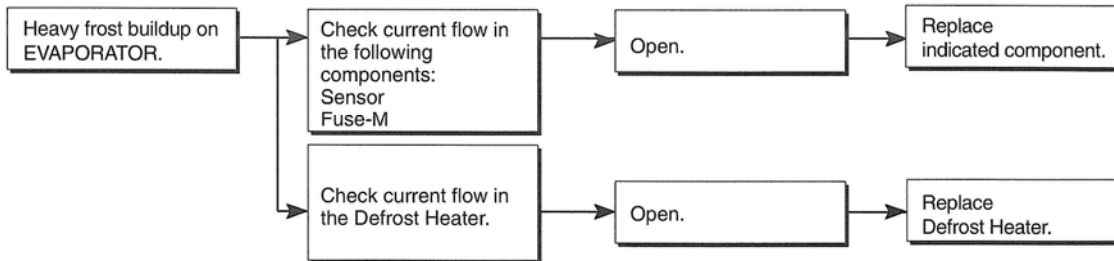 Heavy frost buildup on
EVAPORATOR.
Check current flow in
the following
components:
Sensor
Fuse-M
Open.
Replace
indicated component.
Check current flow in
the Defrost Heater.
Open.
Replace
Defrost Heater.